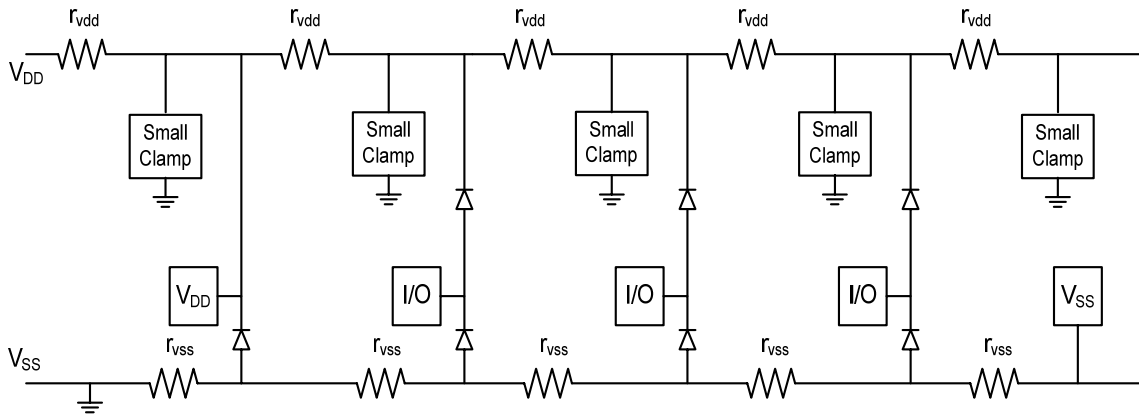 r_vdd r_vdd r_vdd r_vdd r_vdd
V_DD
Small Clamp
Small Clamp
Small Clamp
Small Clamp
Small Clamp
V_DD I/O I/O I/O V_SS
V_SS r_vss r_vss r_vss r_vss r_vss